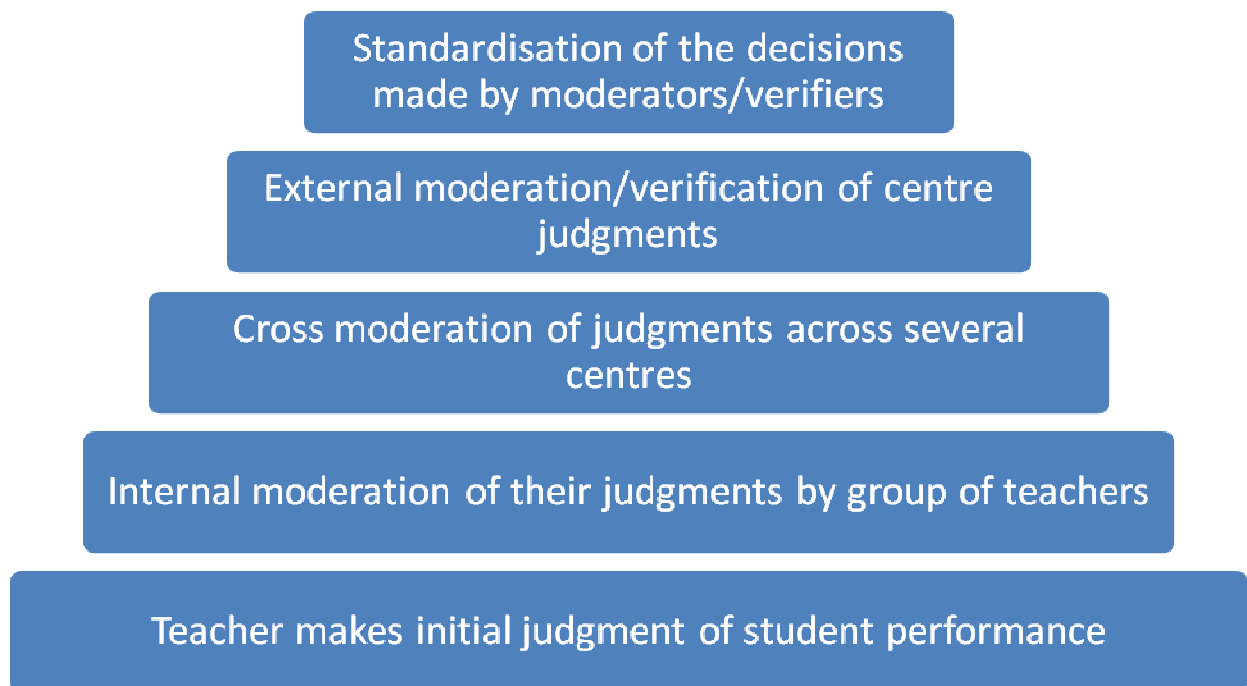 Standardisation of the decisions
made by moderators/verifiers
External moderation/verification of centre
judgments
Cross moderation of judgments across several
centres
Internal moderation of their judgments by group of teachers
Teacher makes initial judgment of student performance